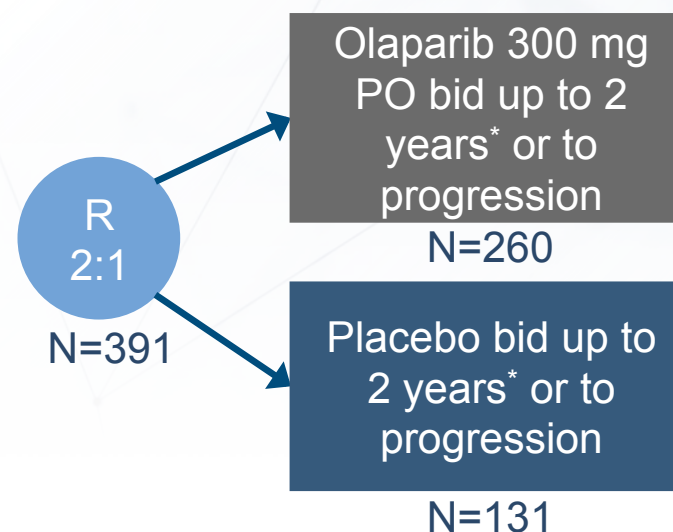 Olaparib 300 mg
PO bid up to 2
years* or to
progression
N=260
R
2:1
N=391
Placebo bid up to
2 years* or to
progression
N=131